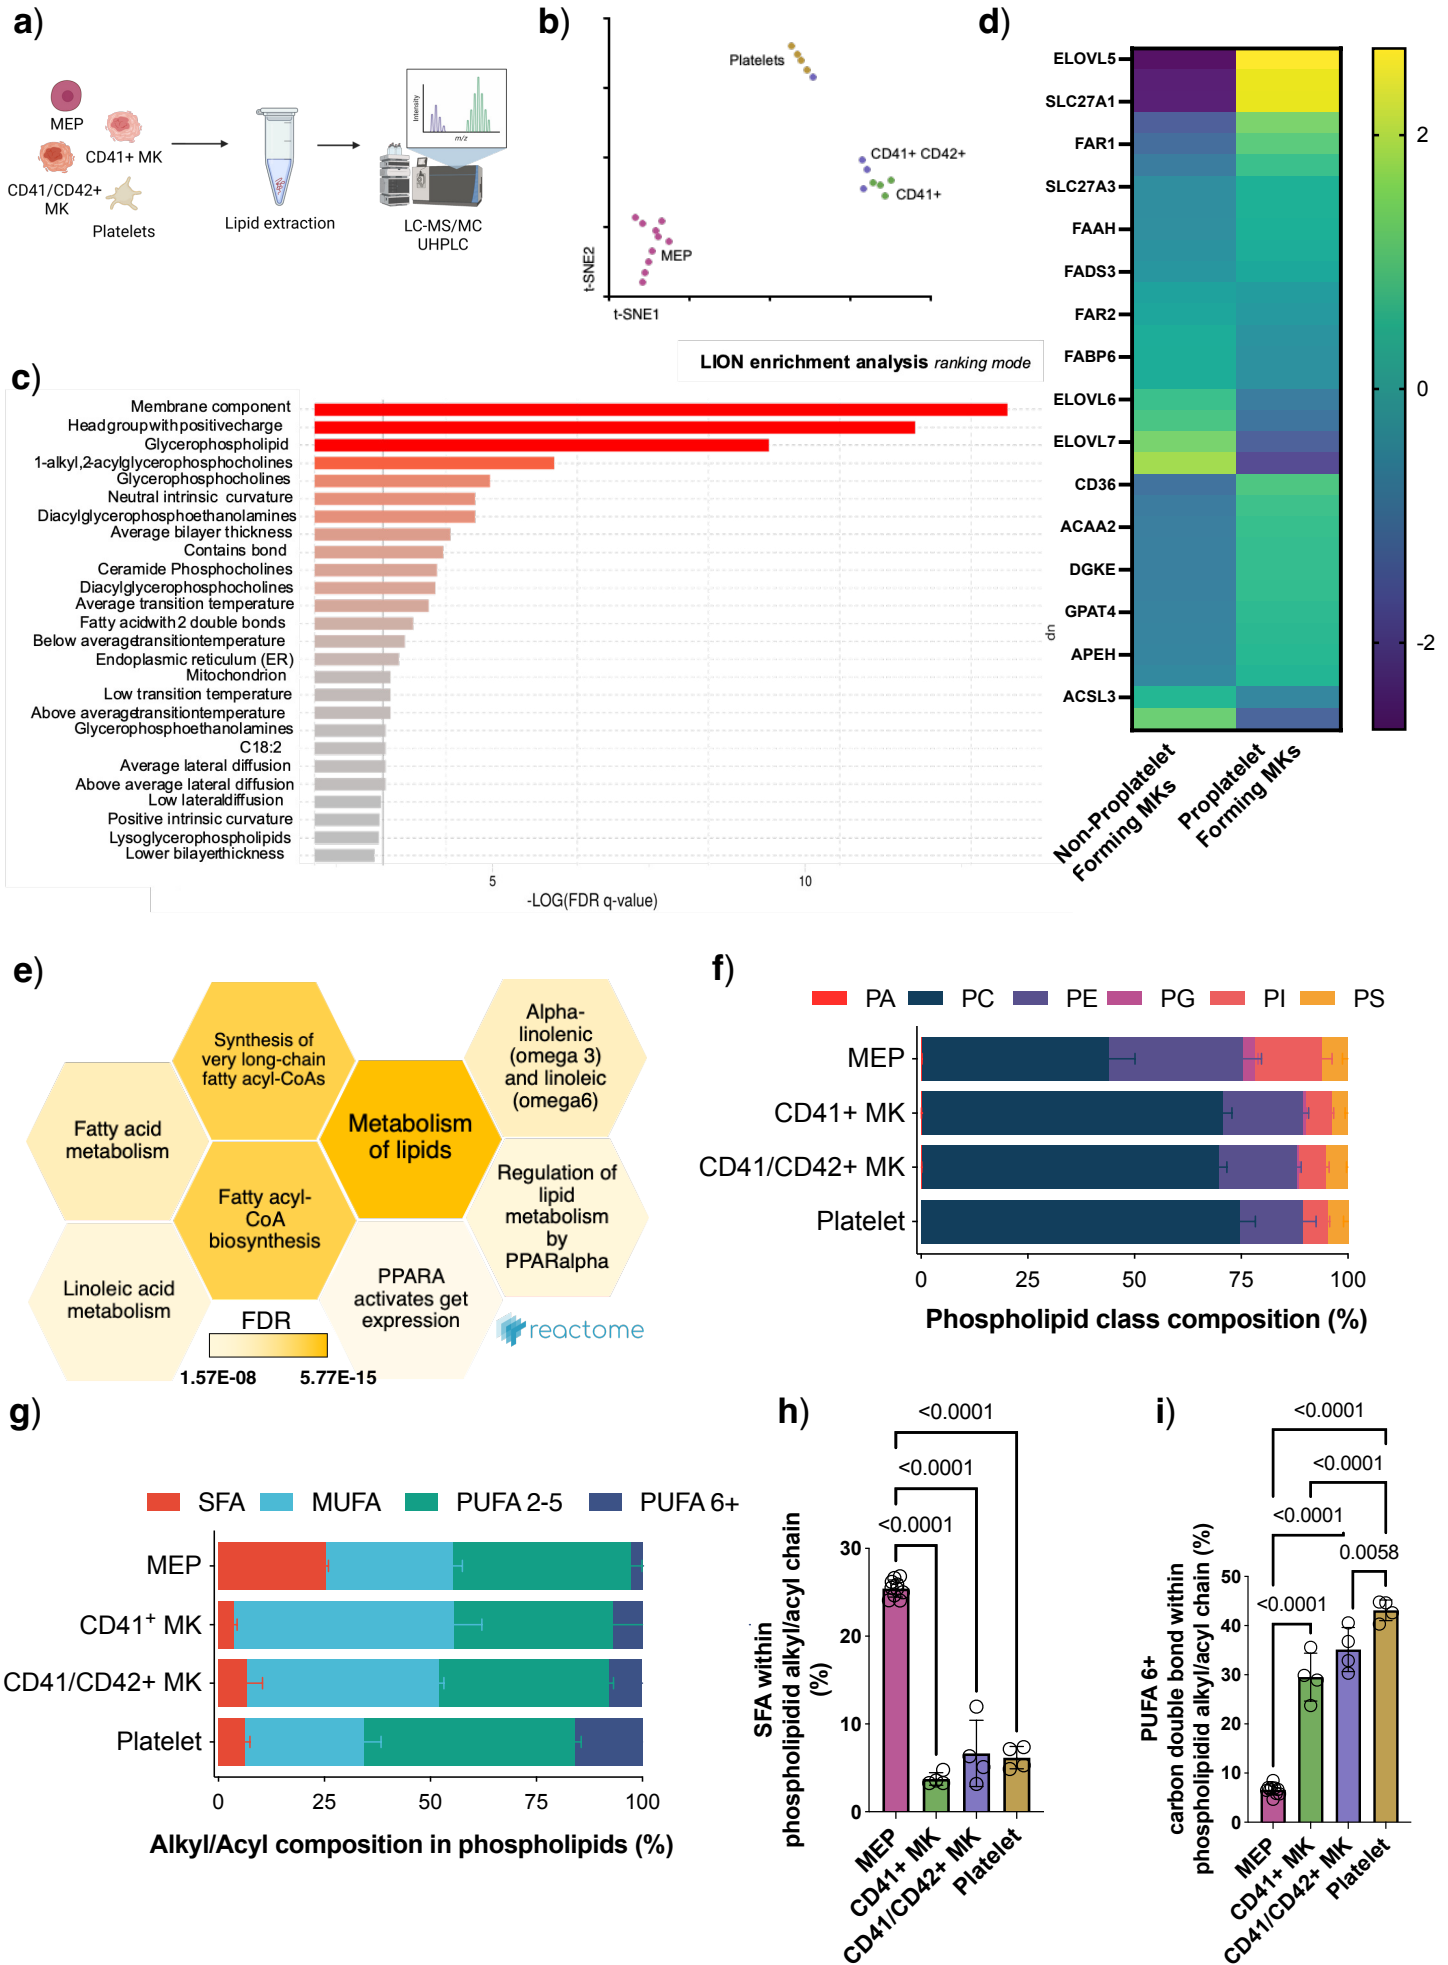 a)
MEP
CD41+ MK
CD41/CD42+
MK
Platelets
Lipid extraction
Intensity
m/z
LC-MS/MC
UHPLC
b)
Platelets
CD41+ CD42+
CD41+
MEP
t-SNE2
t-SNE1
c)
LION enrichment analysis ranking mode
Membrane component
Headgroupwithpositivecharge
Glycerophospholipid
1-alkyl,2-acylglycerophosphocholines
Glycerophosphocholines
Neutral intrinsic curvature
Diacylglycerophosphoethanolamines
Average bilayer thickness
Contains bond
Ceramide Phosphocholines
Diacylglycerophosphocholines
Average transition temperature
Fatty acidwith2 double bonds
Below averagetransitiontemperature
Endoplasmic reticulum (ER)
Mitochondrion
Low transition temperature
Above averagetransitiontemperature
Glycerophosphoethanolamines
C18:2
Average lateral diffusion
Above average lateral diffusion
Low lateraldiffusion
Positive intrinsic curvature
Lysoglycerophospholipids
Lower bilayerthickness
5
10
-LOG(FDR q-value)
up
d)
ELOVL5
SLC27A1
FAR1
SLC27A3
FAAH
FADS3
FAR2
FABP6
ELOVL6
ELOVL7
CD36
ACAA2
DGKE
GPAT4
APEH
ACSL3
2
0
-2
Non-Proplatelet
Forming MKs
Proplatelet
Forming MKs
e)
Synthesis of
very long-chain
fatty acyl-CoAs
Alpha-
linolenic
(omega 3)
and linoleic
(omega6)
Fatty acid
metabolism
Metabolism
of lipids
Fatty acyl-
CoA
biosynthesis
Regulation of
lipid
metabolism
by
PPARalpha
Linoleic acid
metabolism
PPARA
activates get
expression
FDR
1.57E-08
5.77E-15
reactome
f)
PA PC PE PG PI PS
MEP
CD41+ MK
CD41/CD42+ MK
Platelet
0 25 50 75 100
Phospholipid class composition (%)
g)
SFA MUFA PUFA 2-5 PUFA 6+
MEP
CD41+ MK
CD41/CD42+ MK
Platelet
0 25 50 75 100
Alkyl/Acyl composition in phospholipids (%)
h)
<0.0001
<0.0001
<0.0001
SFA within
phospholipidid alkyl/acyl chain
(%)
30
20
10
0
MEP
CD41+ MK
CD41/CD42+ MK
Platelet
i)
<0.0001
<0.0001
<0.0001
0.0058
<0.0001
PUFA 6+
carbon double bond within
phospholipidid alkyl/acyl chain (%)
50
40
30
20
10
0
MEP
CD41+ MK
CD41/CD42+ MK
Platelet